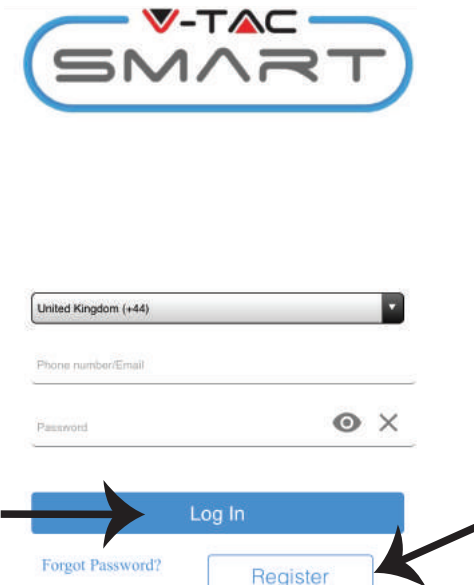 V-TAC
SMART
United Kingdom (+44)
Phone number/Email
Password
Log In
Forgot Password?
Register